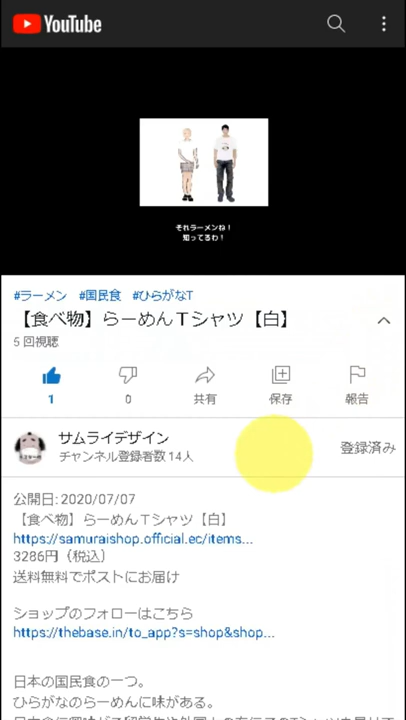 YouTube
それラーメンね！
知ってるわ！
#ラーメン #国民食 #ひらがなT
【食べ物】らーめんTシャツ【白】
5 回視聴
1
0
共有
保存
報告
サムライデザイン
チャンネル登録者数 14人
登録済み
公開日: 2020/07/07
【食べ物】らーめんTシャツ【白】
https://samuraishop.official.ec/items...
3286円（税込）
送料無料でポストにお届け
ショップのフォローはこちら
https://thebase.in/to_app?s=shop&shop...
日本の国民食の一つ。
ひらがなのらーめんに味がある。